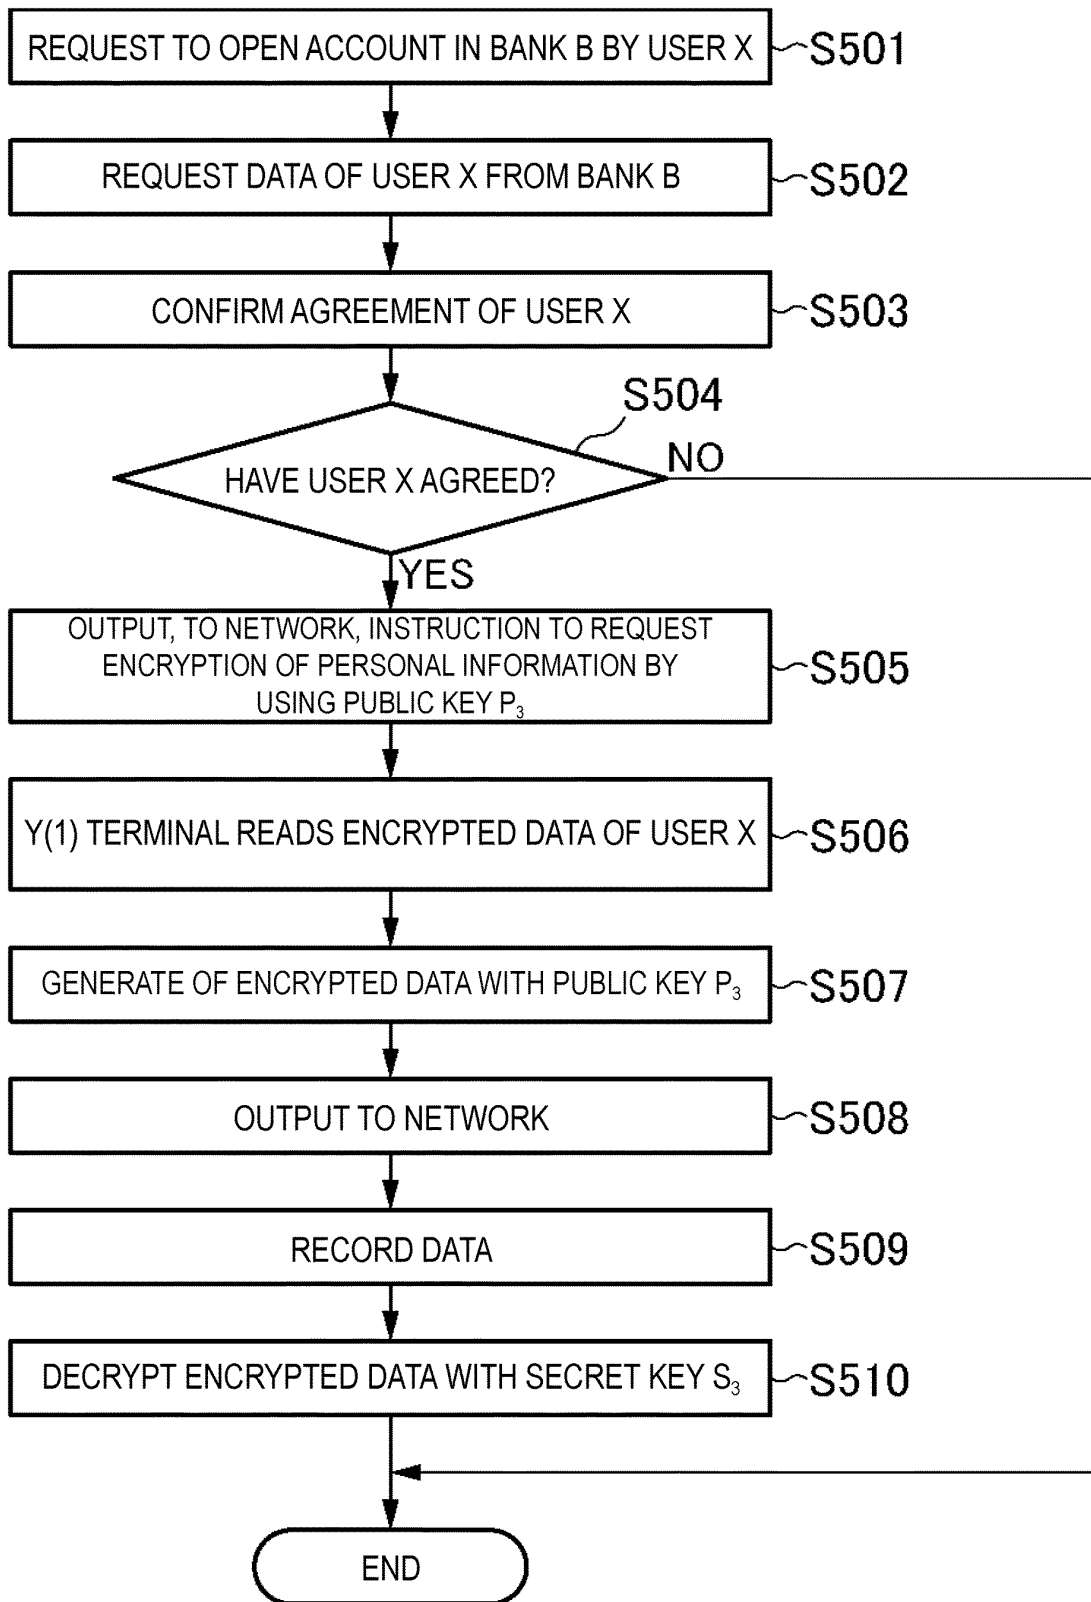 REQUEST TO OPEN ACCOUNT IN BANK B BY USER X
S501
REQUEST DATA OF USER X FROM BANK B
S502
CONFIRM AGREEMENT OF USER X
S503
S504
HAVE USER X AGREED?
NO
YES
OUTPUT, TO NETWORK, INSTRUCTION TO REQUEST
ENCRYPTION OF PERSONAL INFORMATION BY
USING PUBLIC KEY P₃
S505
Y(1) TERMINAL READS ENCRYPTED DATA OF USER X
S506
GENERATE OF ENCRYPTED DATA WITH PUBLIC KEY P₃
S507
OUTPUT TO NETWORK
S508
RECORD DATA
S509
DECRYPT ENCRYPTED DATA WITH SECRET KEY S₃
S510
END